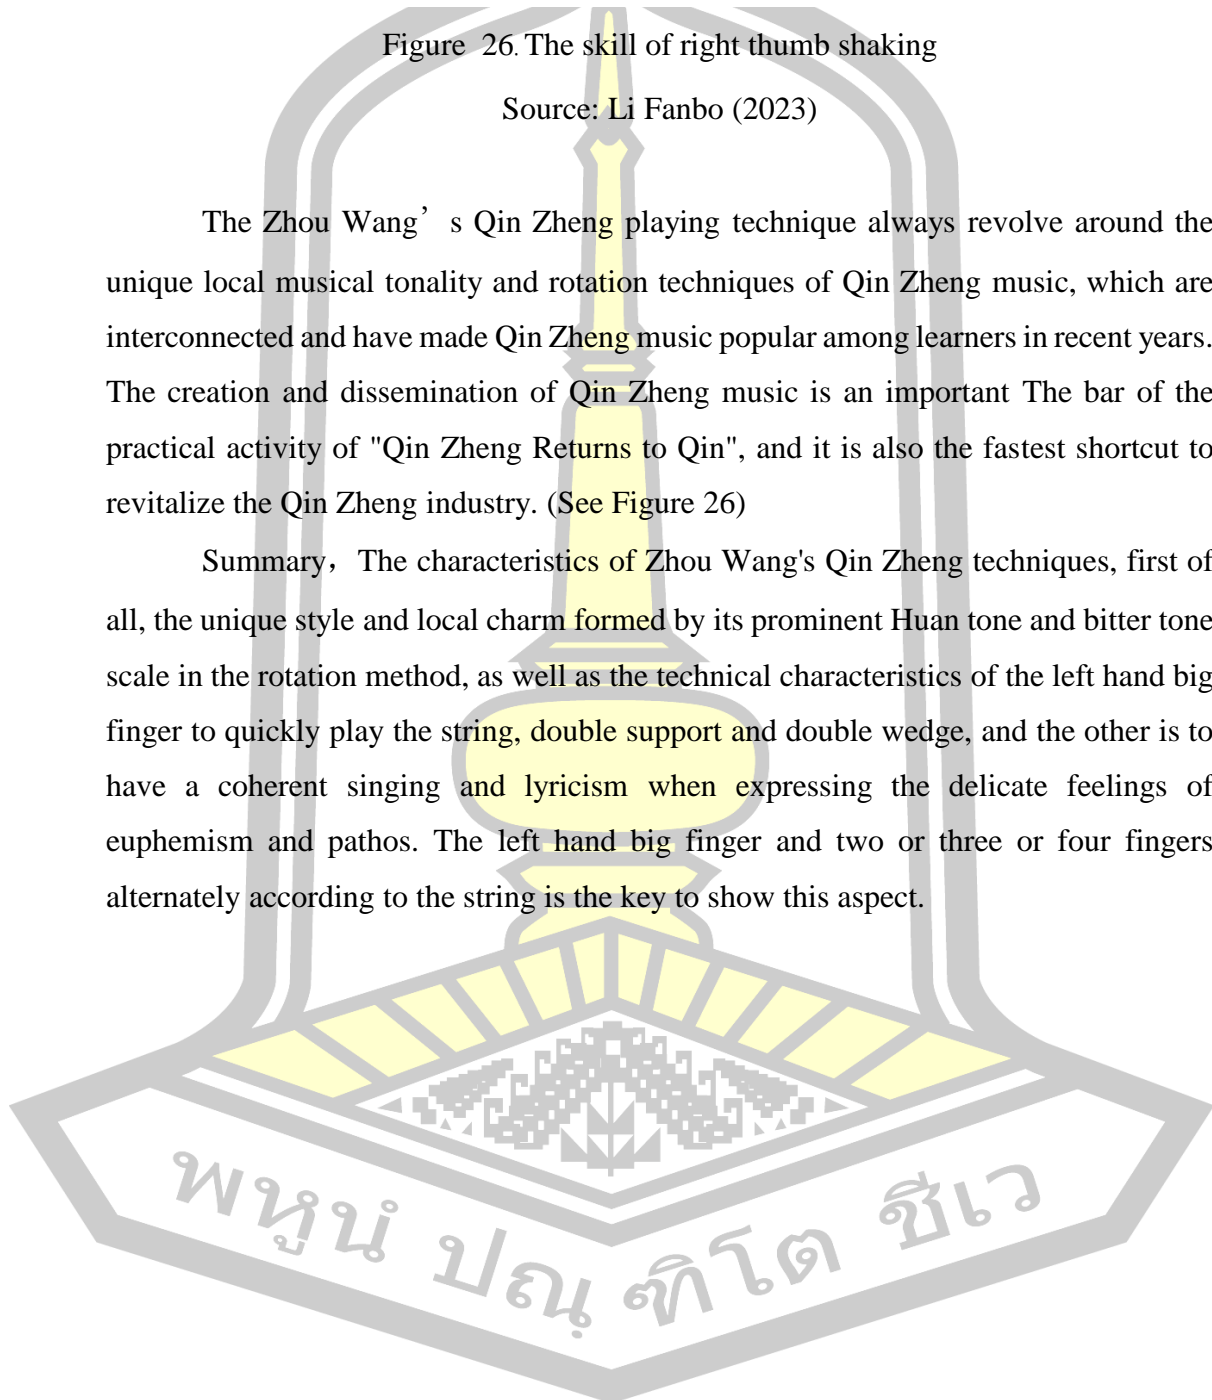 Figure  26. The skill of right thumb shaking
Source: Li Fanbo (2023)
The Zhou Wang’ s Qin Zheng playing technique always revolve around the
unique local musical tonality and rotation techniques of Qin Zheng music, which are
interconnected and have made Qin Zheng music popular among learners in recent years.
The creation and dissemination of Qin Zheng music is an important The bar of the
practical activity of "Qin Zheng Returns to Qin", and it is also the fastest shortcut to
revitalize the Qin Zheng industry. (See Figure 26)
Summary，The characteristics of Zhou Wang's Qin Zheng techniques, first of
all, the unique style and local charm formed by its prominent Huan tone and bitter tone
scale in the rotation method, as well as the technical characteristics of the left hand big
finger to quickly play the string, double support and double wedge, and the other is to
have a coherent singing and lyricism when expressing the delicate feelings of
euphemism and pathos. The left hand big finger and two or three or four fingers
alternately according to the string is the key to show this aspect.
พหูนํ ปณฺ ฑิโต ชีเว